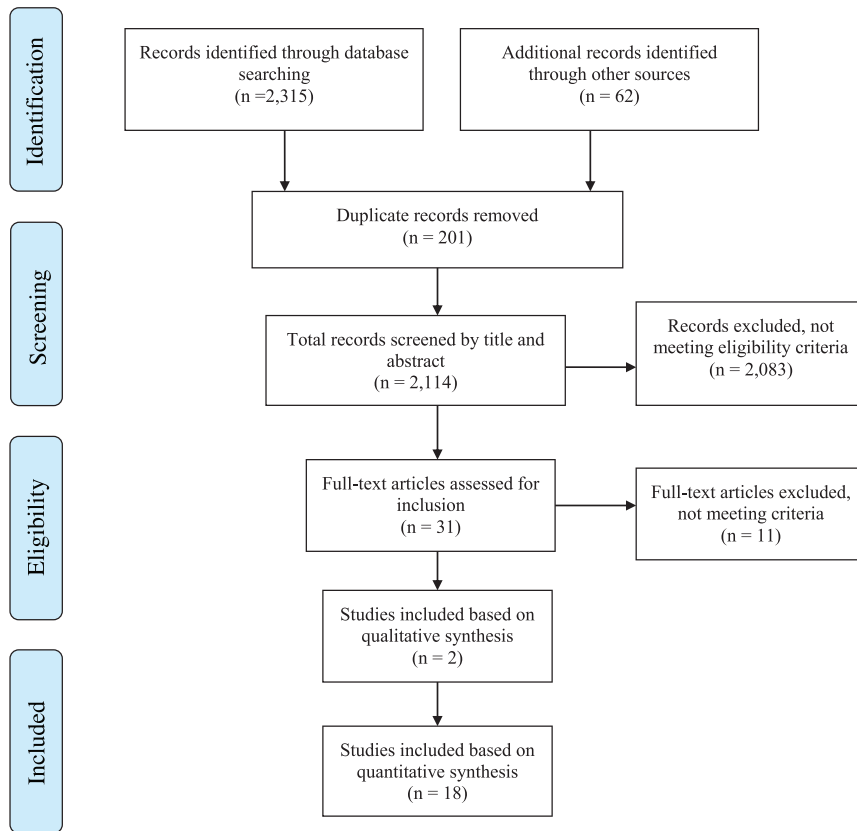 Identification
Records identified through database
searching
(n =2,315)
Additional records identified
through other sources
(n = 62)
Duplicate records removed
(n = 201)
Screening
Total records screened by title and
abstract
(n = 2,114)
Records excluded, not
meeting eligibility criteria
(n = 2,083)
Eligibility
Full-text articles assessed for
inclusion
(n = 31)
Full-text articles excluded,
not meeting criteria
(n = 11)
Studies included based on
qualitative synthesis
(n = 2)
Included
Studies included based on
quantitative synthesis
(n = 18)